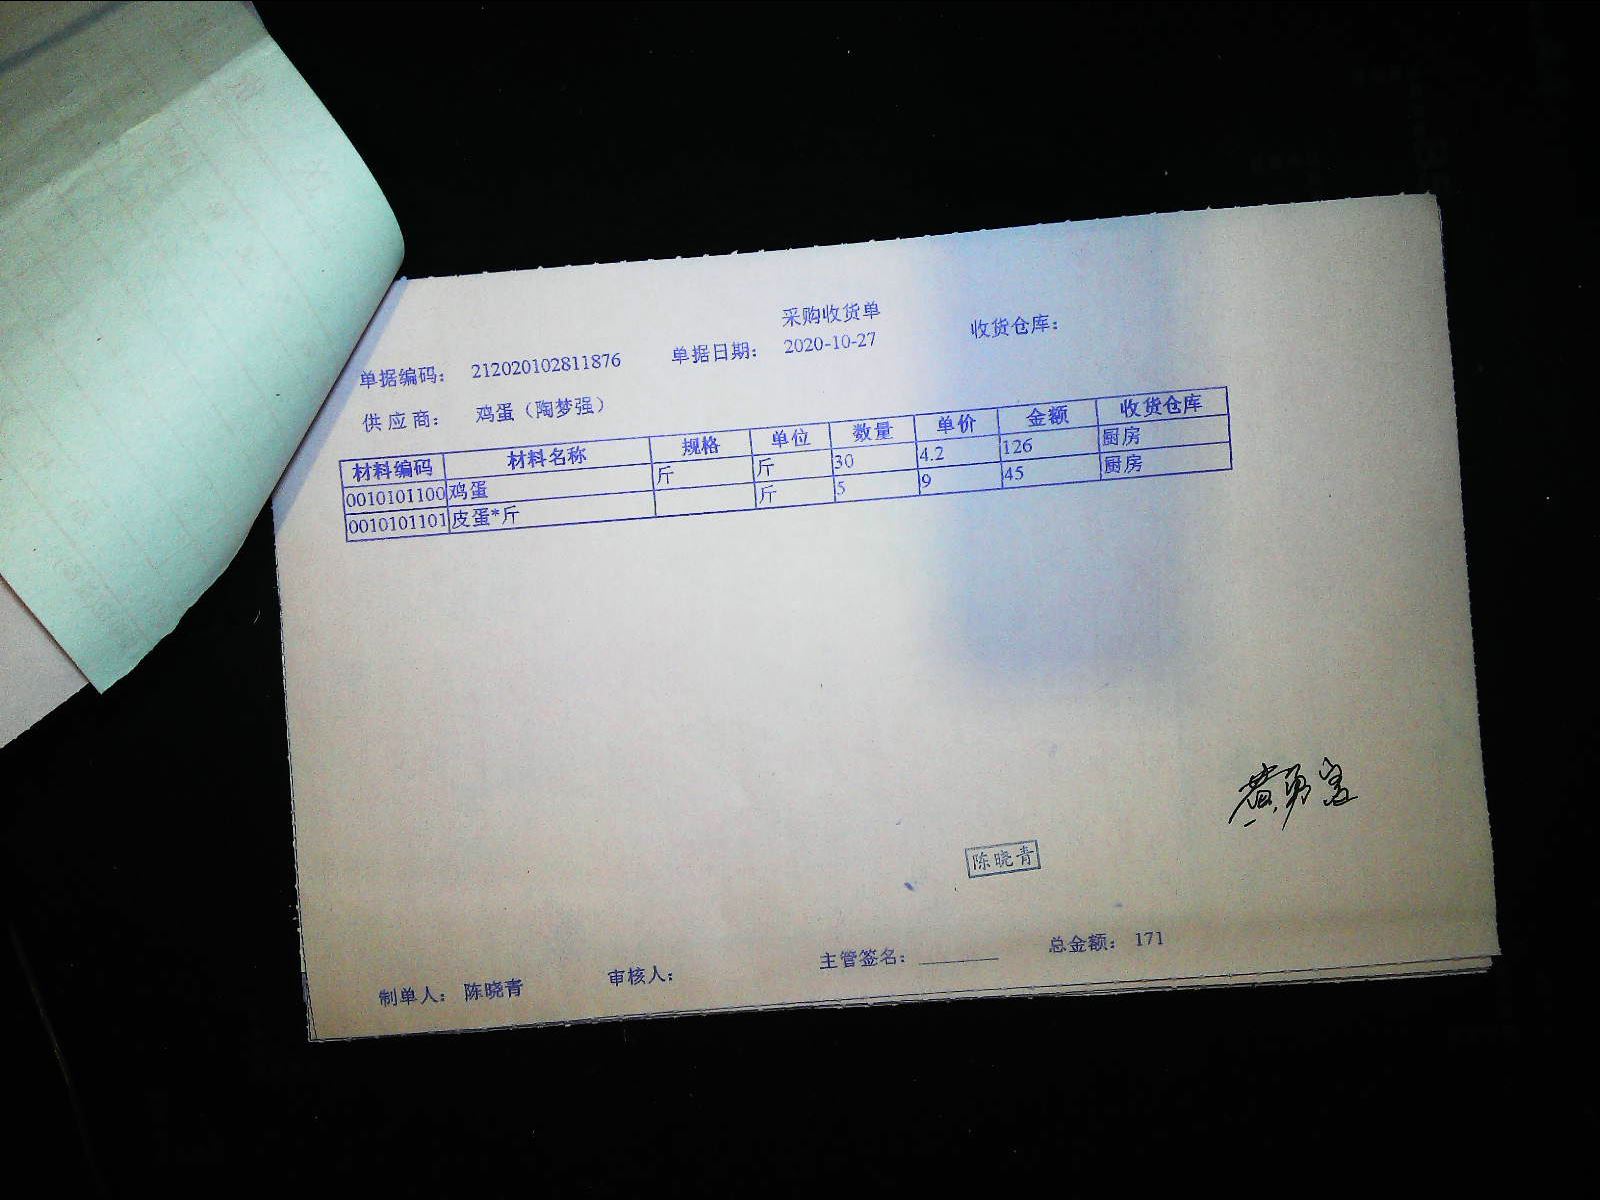 采购收货单
单据编码： 212020102811876 单据日期： 2020-10-27 收货仓库：
供应商： 鸡蛋（陶梦强）
材料编码 材料名称 规格 单位 数量 单价 金额 收货仓库
0010101100 鸡蛋 斤 斤 30 4.2 126 厨房
0010101101 皮蛋*斤 斤 5 9 45 厨房
陈晓青
制单人： 陈晓青 审核人： 主管签名： 总金额： 171